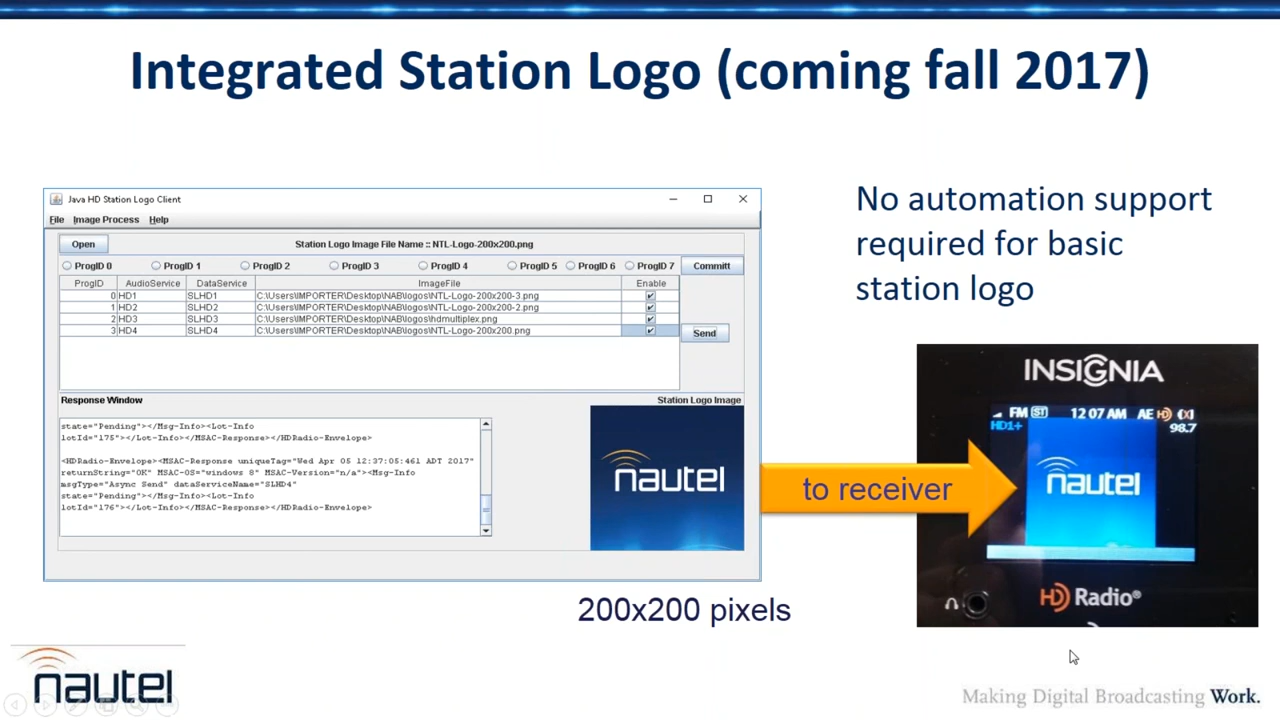 Integrated Station Logo (coming fall 2017)
Java HD Station Logo Client
File Image Process Help
Open
Station Logo Image File Name :: NTL-Logo-200x200.png
ProgID 0 ProgID 1 ProgID 2 ProgID 3 ProgID 4 ProgID 5 ProgID 6 ProgID 7 Committ
ProgID AudioService DataService ImageFile Enable
0 HD1 SLHD1 C:\Users\IMPORTER\Desktop\NAB\logos\NTL-Logo-200x200-3.png
1 HD2 SLHD2 C:\Users\IMPORTER\Desktop\NAB\logos\NTL-Logo-200x200-2.png
2 HD3 SLHD3 C:\Users\IMPORTER\Desktop\NAB\logos\hdmultiplex.png
3 HD4 SLHD4 C:\Users\IMPORTER\Desktop\NAB\logos\NTL-Logo-200x200.png
Send
Response Window
Station Logo Image
state="Pending"></Msg-Info><Lot-Info
lotId="175"></Lot-Info></MSAC-Response></HDRadio-Envelope>
<HDRadio-Envelope><MSAC-Response uniqueTag="Wed Apr 05 12:37:05:461 ADT 2017"
returnString="OK" MSAC-OS="windows 8" MSAC-Version="n/a"><Msg-Info
msgType="Async Send" dataServiceName="SLHD4"
state="Pending"></Msg-Info><Lot-Info
lotId="176"></Lot-Info></MSAC-Response></HDRadio-Envelope>
nautel
200x200 pixels
No automation support
required for basic
station logo
to receiver
INSIGNIA
FM ST 12 07 AM AE HD
HD1+
98.7
nautel
HD Radio®
nautel
Making Digital Broadcasting Work.